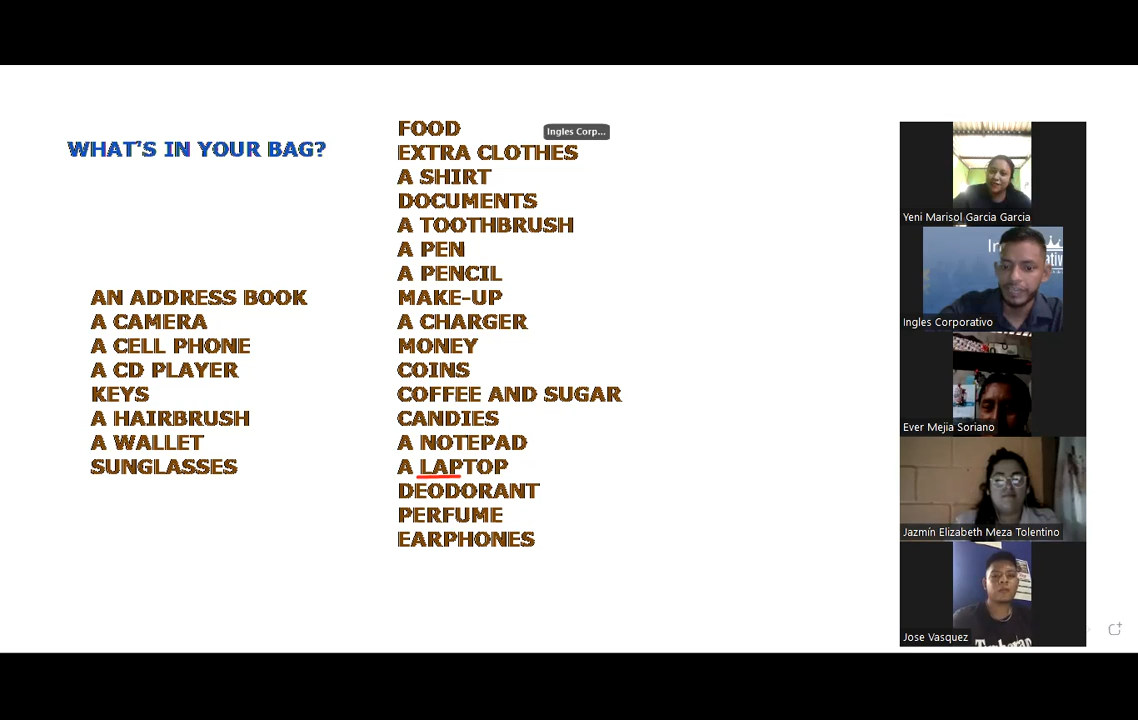 WHAT'S IN YOUR BAG?
AN ADDRESS BOOK
A CAMERA
A CELL PHONE
A CD PLAYER
KEYS
A HAIRBRUSH
A WALLET
SUNGLASSES
FOOD
EXTRA CLOTHES
A SHIRT
DOCUMENTS
A TOOTHBRUSH
A PEN
A PENCIL
MAKE-UP
A CHARGER
MONEY
COINS
COFFEE AND SUGAR
CANDIES
A NOTEPAD
A LAPTOP
DEODORANT
PERFUME
EARPHONES
Ingles Corp...
Yeni Marisol Garcia Garcia
Ingles Corporativo
Ever Mejia Soriano
Jazmín Elizabeth Meza Tolentino
Jose Vasquez